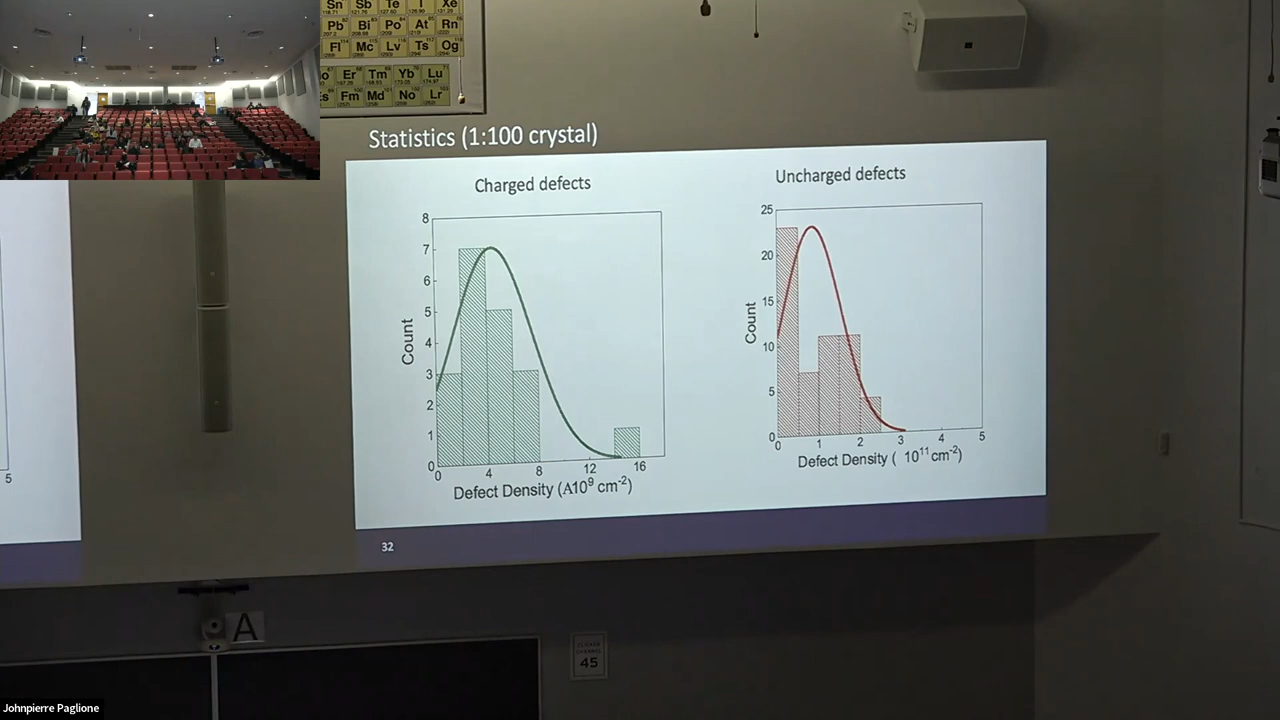 Sn Sb Te I Xe
Pb Bi Po At Rn
Fl Mc Lv Ts Og
Er Tm Yb Lu
Fm Md No Lr
Statistics (1:100 crystal)
Charged defects
8
7
6
5
4
3
2
1
0
Count
0 4 8 12 16
Defect Density (A10⁹ cm⁻²)
Uncharged defects
25
20
15
10
5
0
Count
0 1 2 3 4 5
Defect Density ( 10¹¹cm⁻²)
32
5
A
45
Johnpierre Paglione